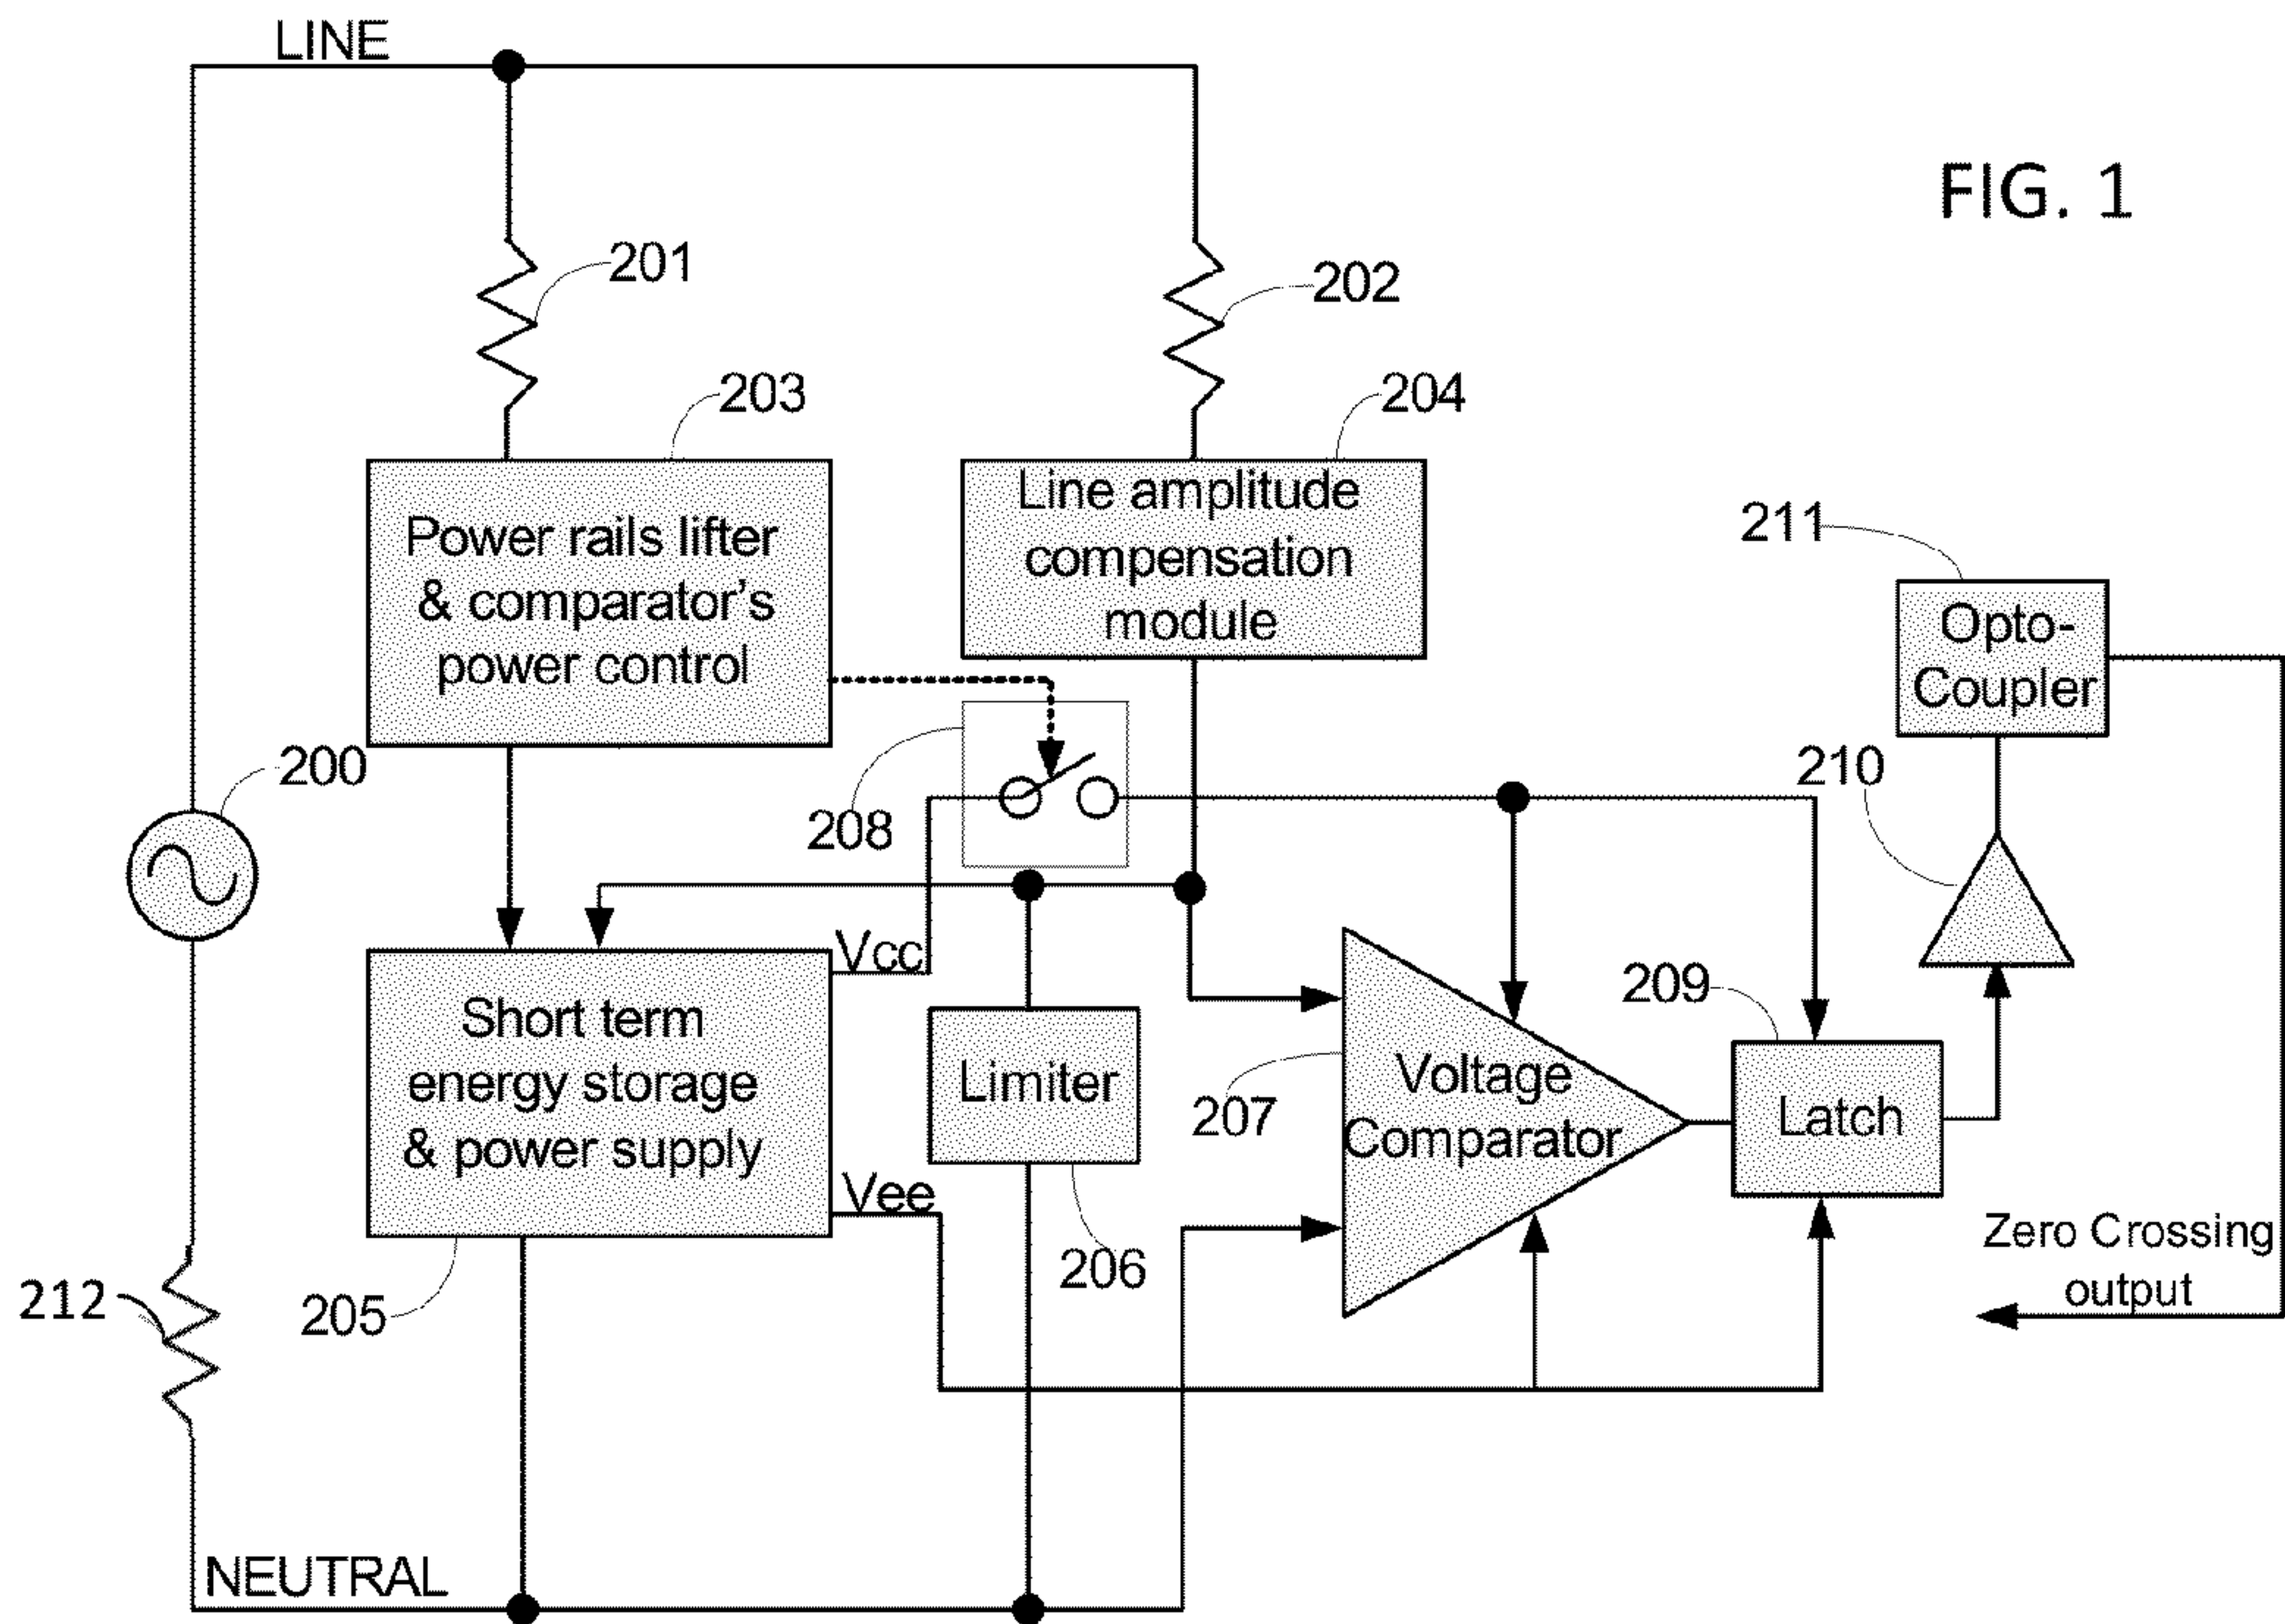 LINE
FIG. 1
201
202
203
204
Power rails lifter
& comparator's
power control
Line amplitude
compensation
module
211
Opto-
Coupler
200
208
210
Vcc
Short term
energy storage
& power supply
Limiter
207
Voltage
Comparator
209
Latch
Vee
206
Zero Crossing
output
212
205
NEUTRAL